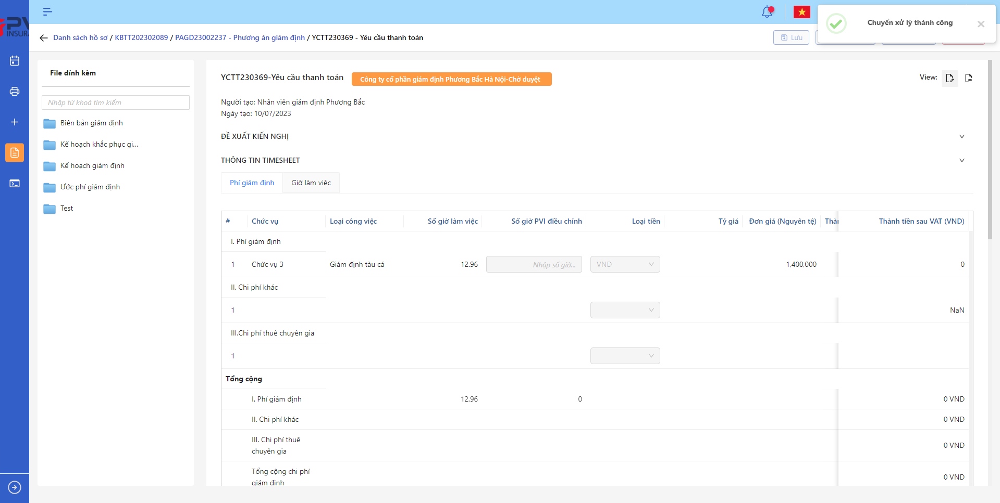 PV
INSURA
Chuyển xử lý thành công
Danh sách hồ sơ / KBTT202302089 / PAGD23002237 - Phương án giám định / YCTT230369 - Yêu cầu thanh toán
Lưu
File đính kèm
Nhập từ khoá tìm kiếm
Biên bản giám định
Kế hoạch khắc phục gi...
Kế hoạch giám định
Ước phí giám định
Test
YCTT230369-Yêu cầu thanh toán
Công ty cổ phần giám định Phương Bắc Hà Nội-Chờ duyệt
View:
Người tạo: Nhân viên giám định Phương Bắc
Ngày tạo: 10/07/2023
ĐỀ XUẤT KIẾN NGHỊ
THÔNG TIN TIMESHEET
Phí giám định Giờ làm việc
# Chức vụ Loại công việc Số giờ làm việc Số giờ PVI điều chỉnh Loại tiền Tỷ giá Đơn giá (Nguyên tệ) Thàn Thành tiền sau VAT (VND)
I. Phí giám định
1 Chức vụ 3 Giám định tàu cá 12.96 Nhập số giờ... VND 1,400,000 0
II. Chi phí khác
1 NaN
III.Chi phí thuê chuyên gia
1
Tổng cộng
I. Phí giám định 12.96 0 0 VND
II. Chi phí khác 0 VND
III. Chi phí thuê
chuyên gia 0 VND
Tổng cộng chi phí
giám định 0 VND